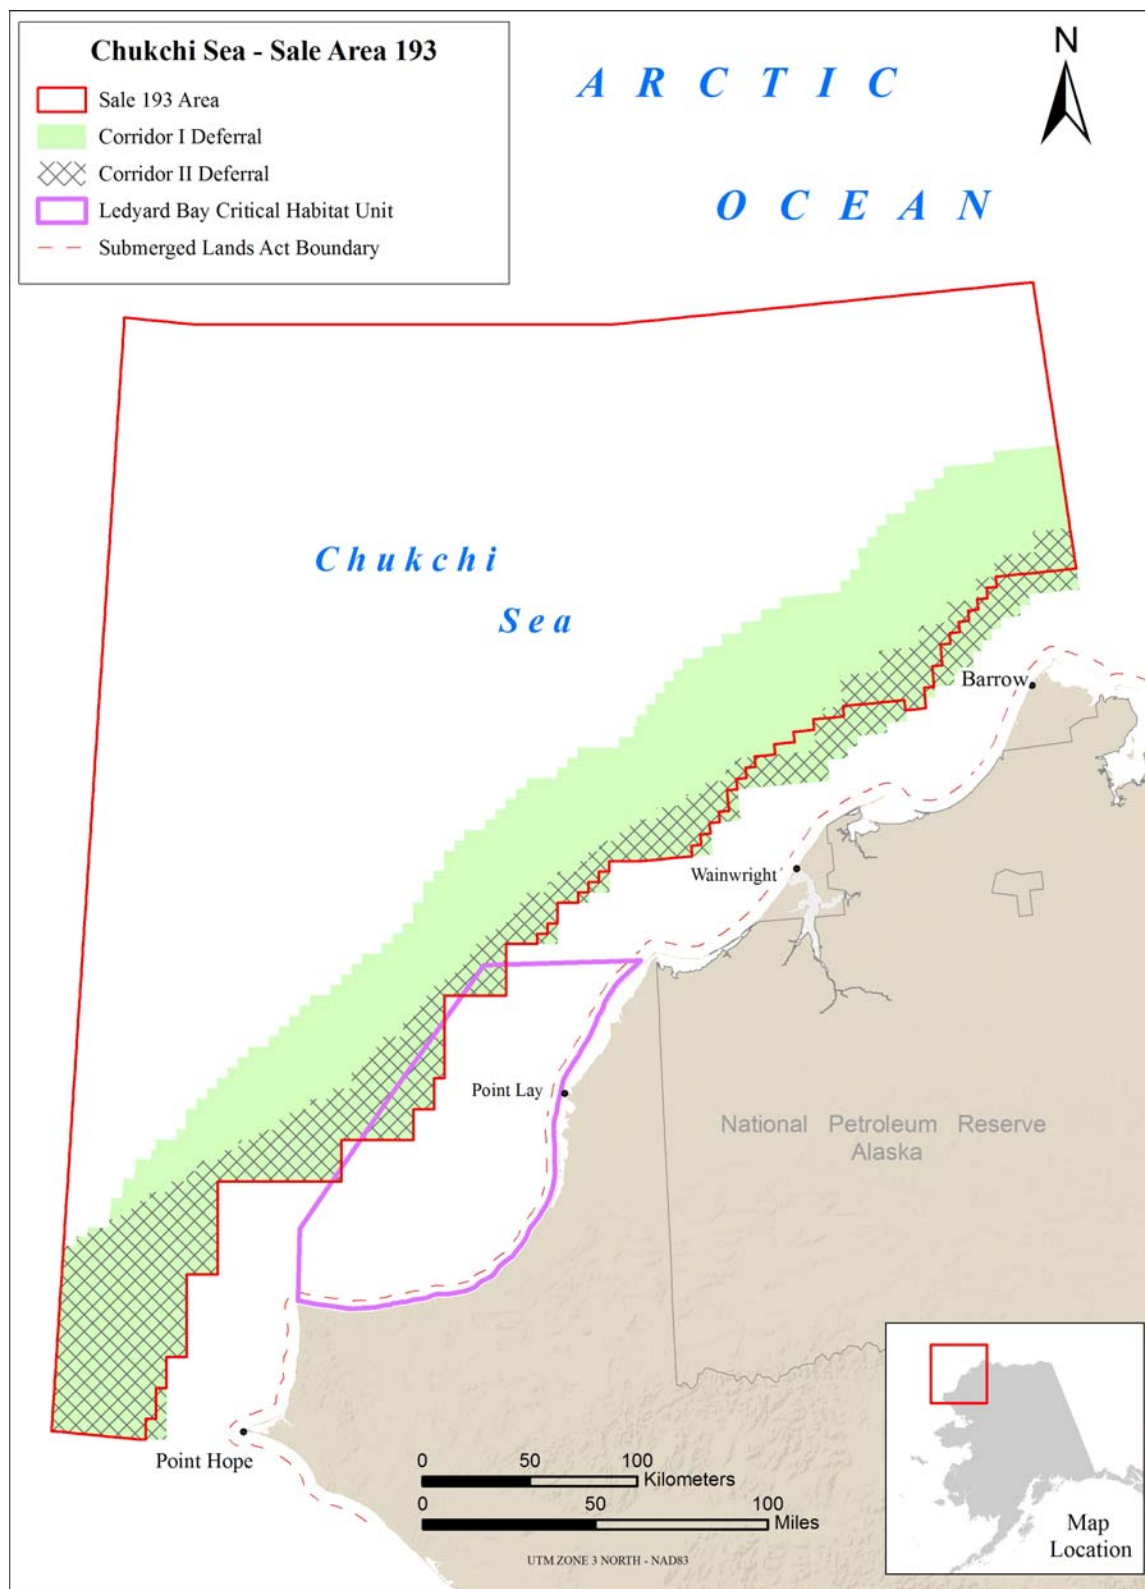 Chukchi Sea - Sale Area 193
Sale 193 Area
Corridor I Deferral
Corridor II Deferral
Ledyard Bay Critical Habitat Unit
Submerged Lands Act Boundary
ARCTIC
OCEAN
N
Chukchi
Sea
Barrow
Wainwright
Point Lay
National Petroleum Reserve
Alaska
Point Hope
0 50 100
Kilometers
0 50 100
Miles
UTM ZONE 3 NORTH - NAD83
Map
Location